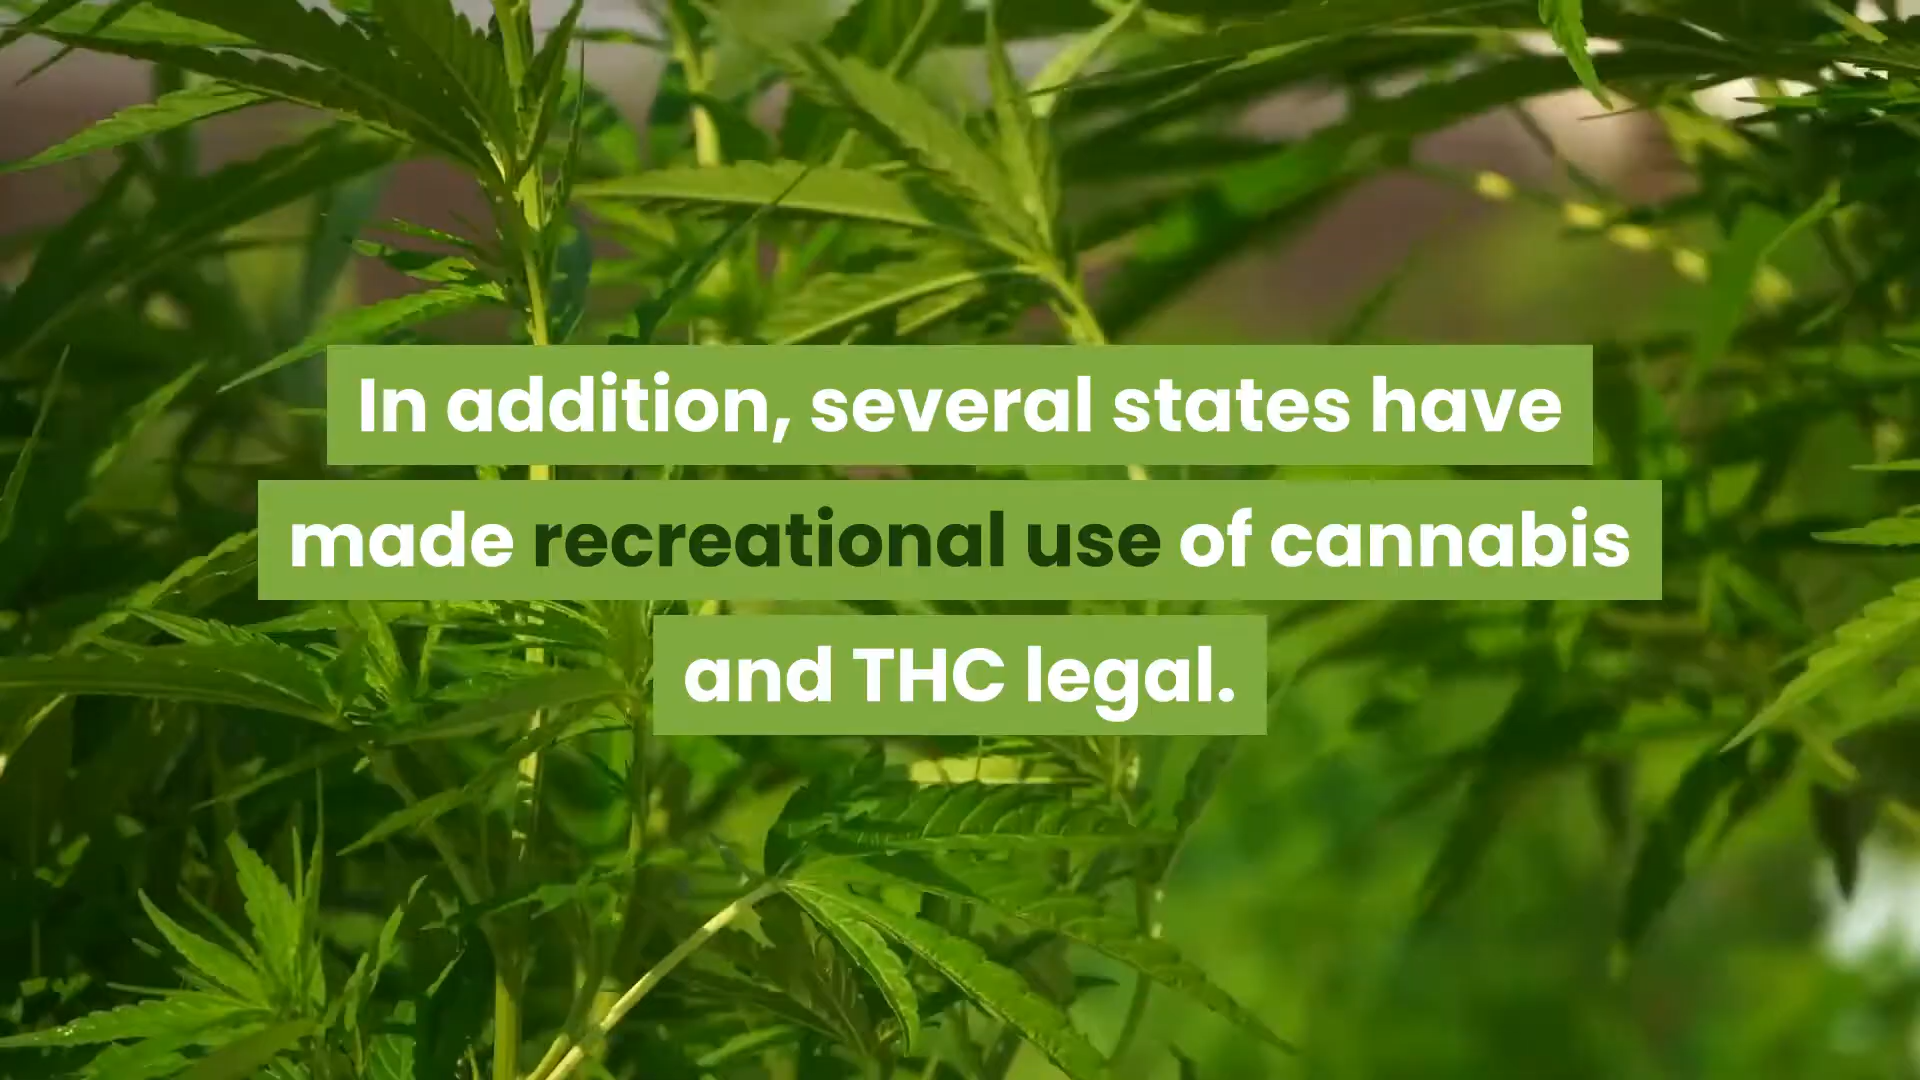 In addition, several states have
made recreational use of cannabis
and THC legal.